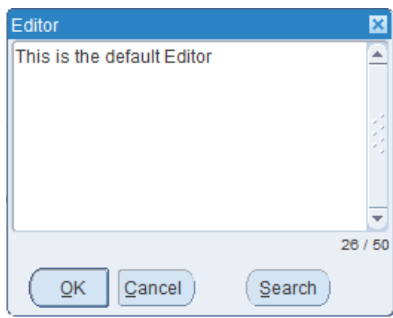 Editor
This is the default Editor
26 / 50
OK
Cancel
Search